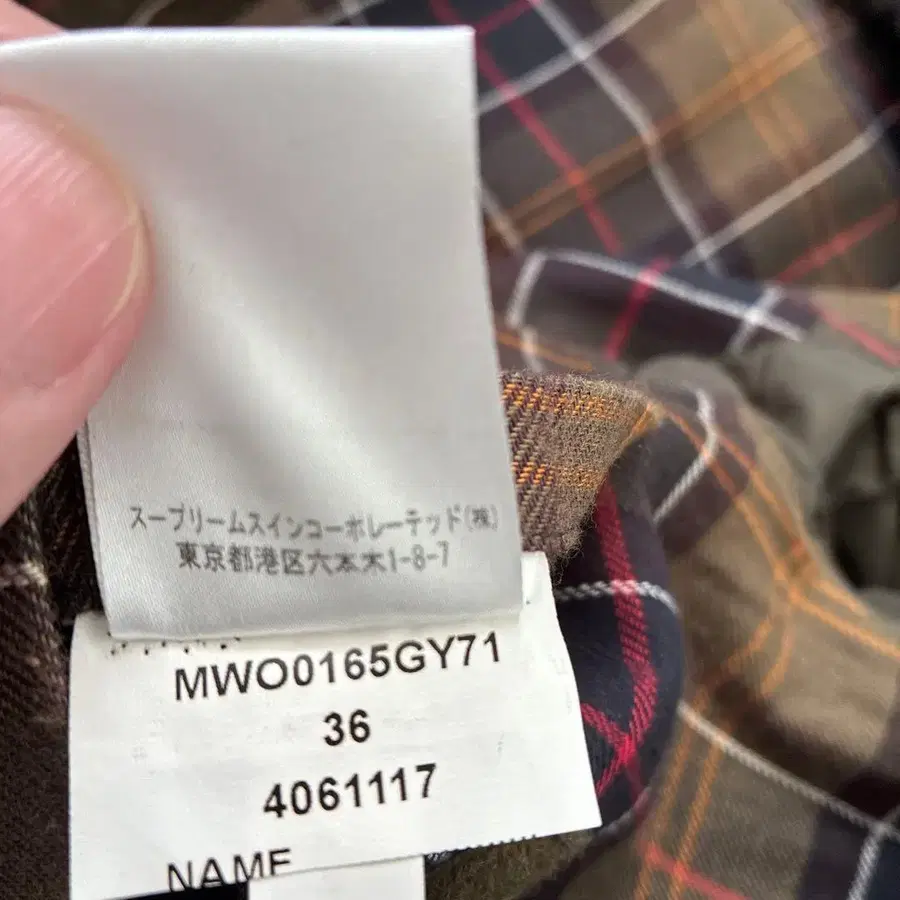 スープリームスインコーポレーテッド(株)
東京都港区六本木1-8-7
MWO0165GY71
36
4061117
NAME